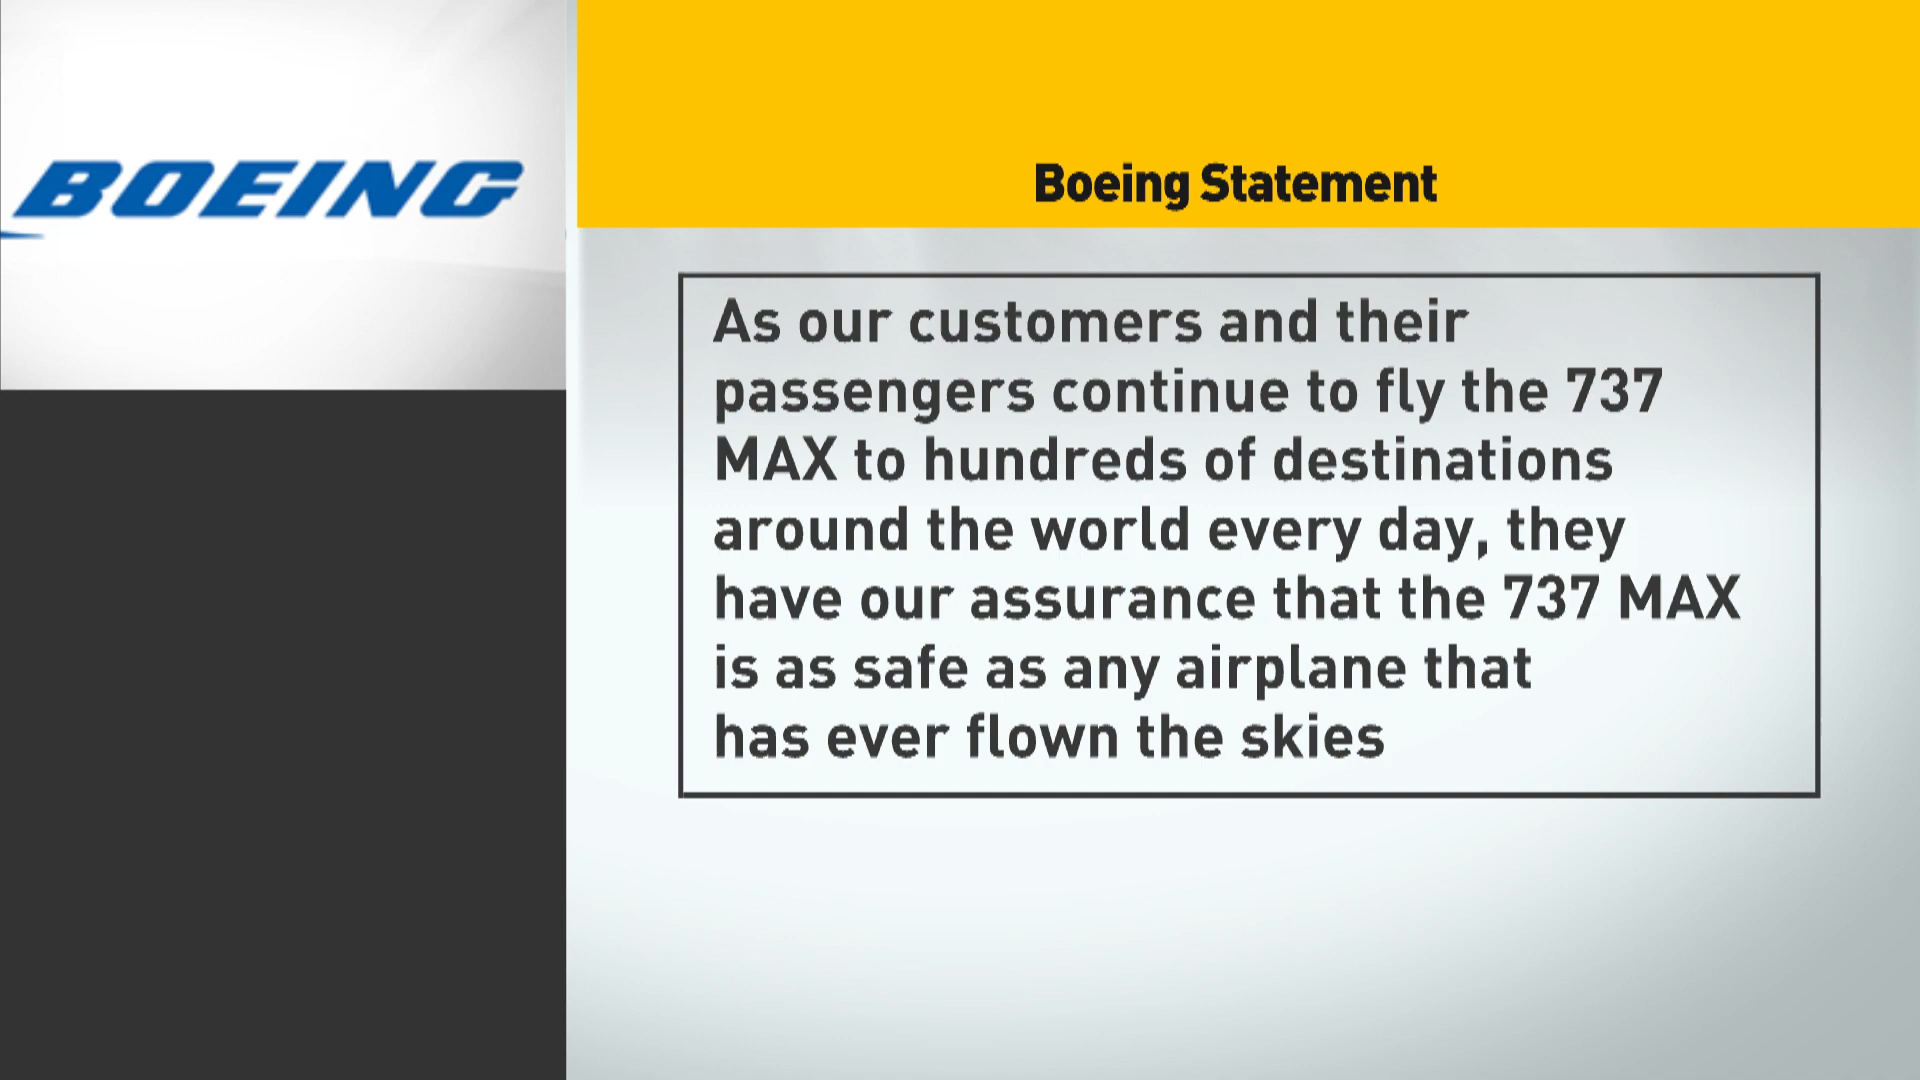 BOEING
Boeing Statement
As our customers and their
passengers continue to fly the 737
MAX to hundreds of destinations
around the world every day, they
have our assurance that the 737 MAX
is as safe as any airplane that
has ever flown the skies